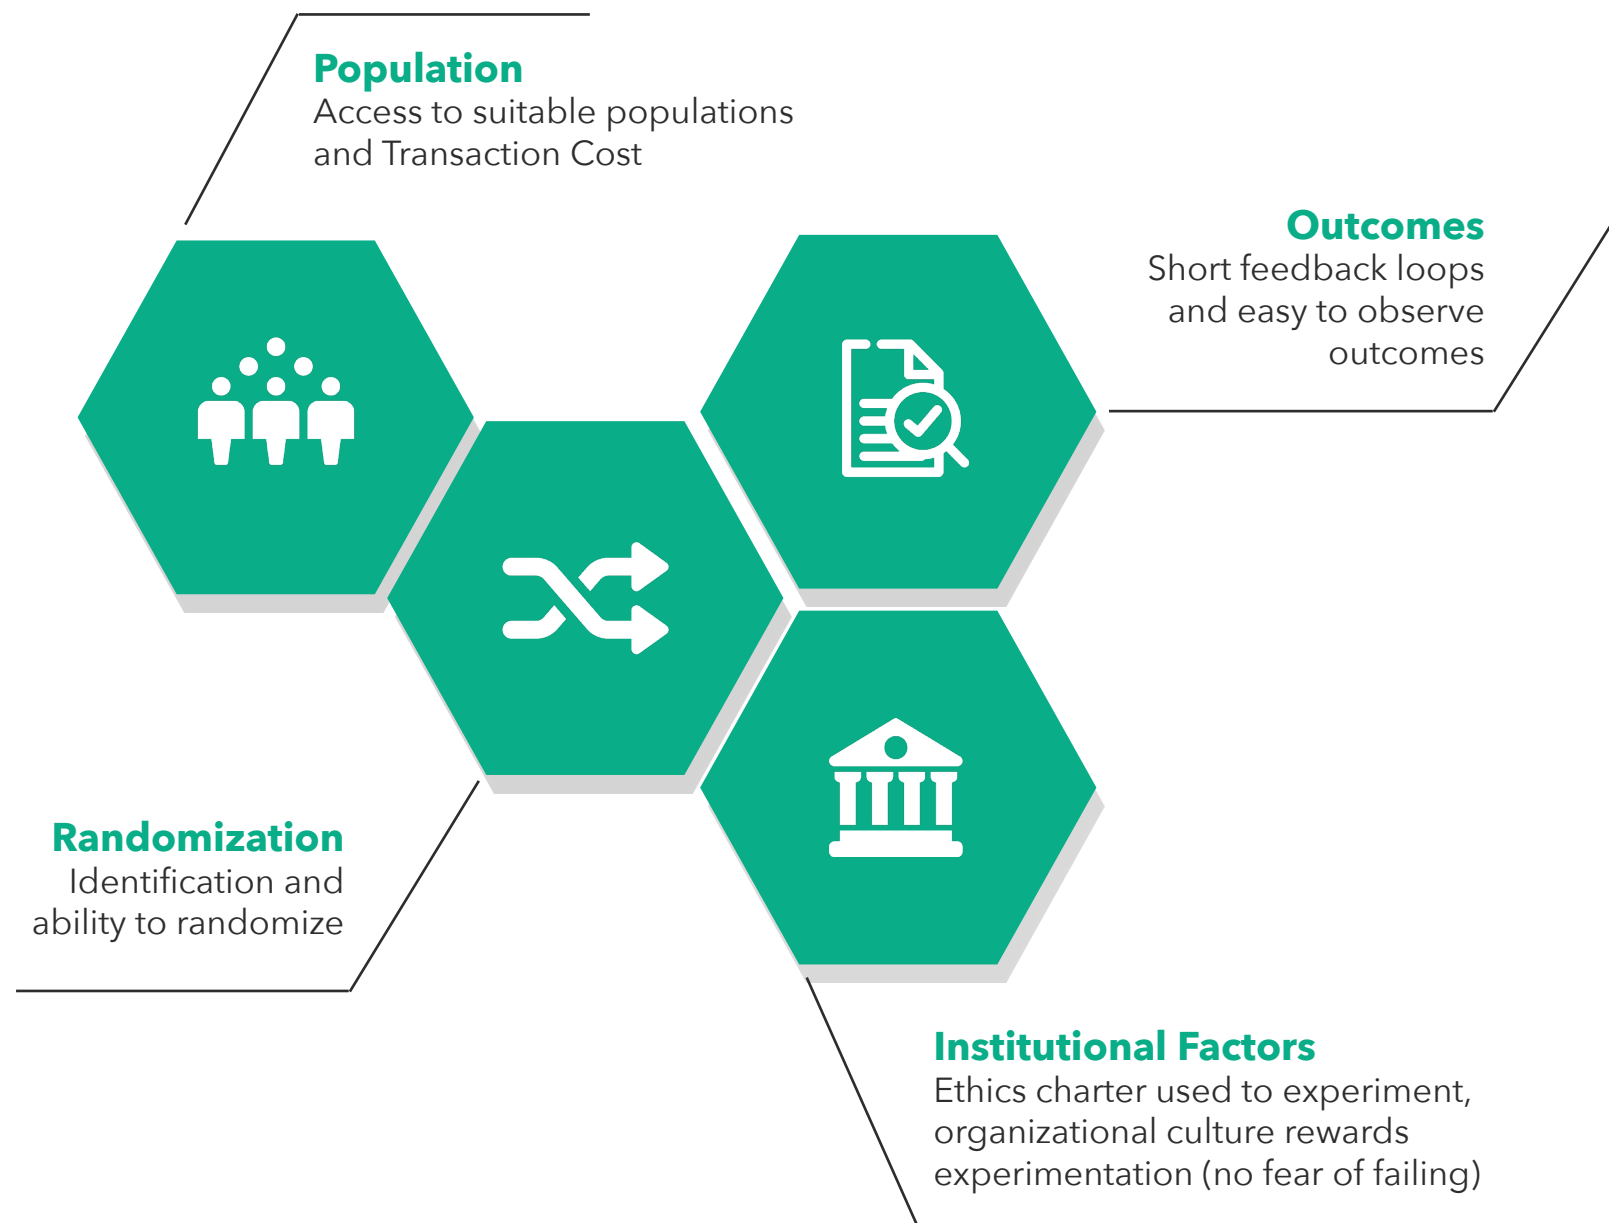 Population
Access to suitable populations
and Transaction Cost
Outcomes
Short feedback loops
and easy to observe
outcomes
Randomization
Identification and
ability to randomize
Institutional Factors
Ethics charter used to experiment,
organizational culture rewards
experimentation (no fear of failing)